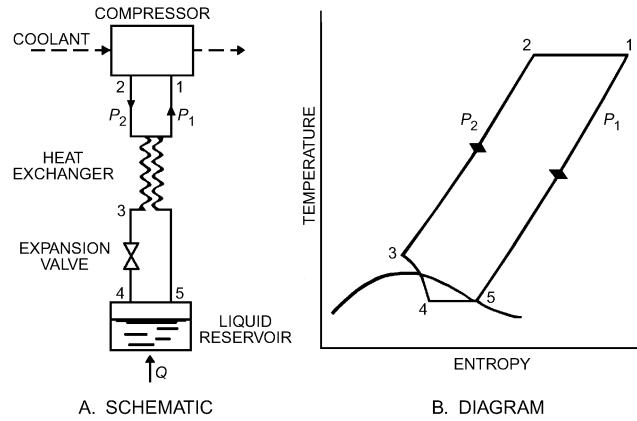 COMPRESSOR
COOLANT
2 1
P2 P1
HEAT
EXCHANGER
3
EXPANSION
VALVE
4 5
LIQUID
RESERVOIR
Q
A. SCHEMATIC
TEMPERATURE
2 1
P2 P1
3
4 5
ENTROPY
B. DIAGRAM